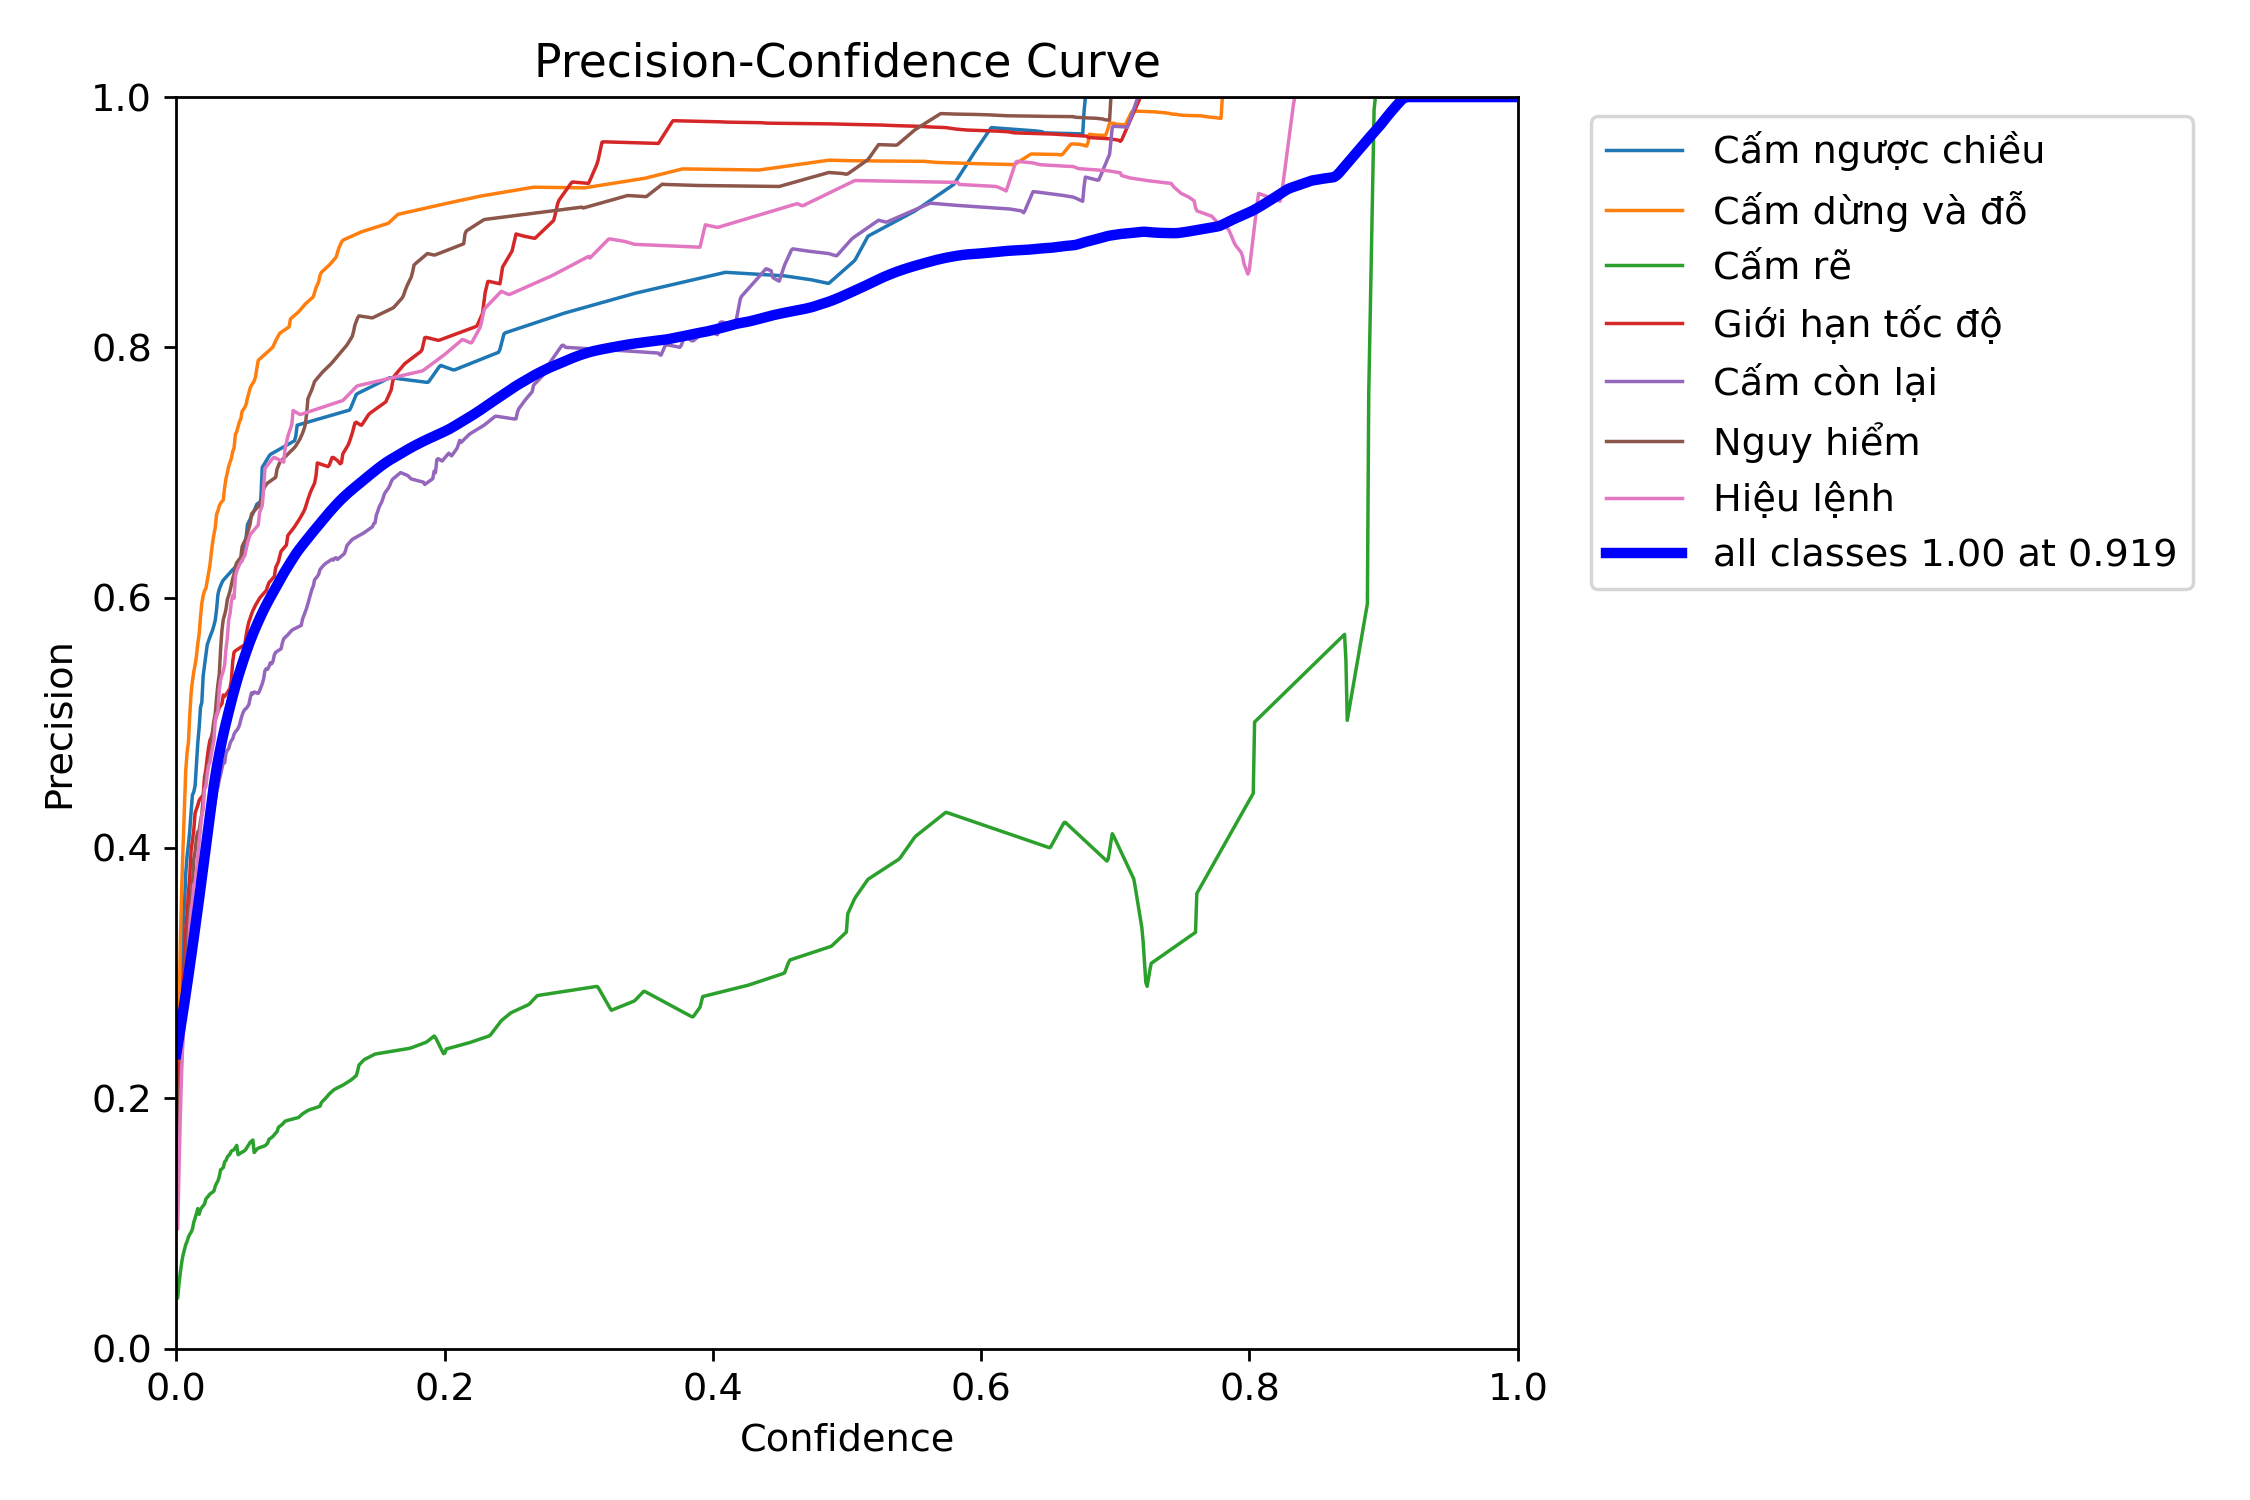 Precision-Confidence Curve
1.0
0.8
0.6
0.4
0.2
0.0
Precision
0.0 0.2 0.4 0.6 0.8 1.0
Confidence
Cấm ngược chiều
Cấm dừng và đỗ
Cấm rẽ
Giới hạn tốc độ
Cấm còn lại
Nguy hiểm
Hiệu lệnh
all classes 1.00 at 0.919